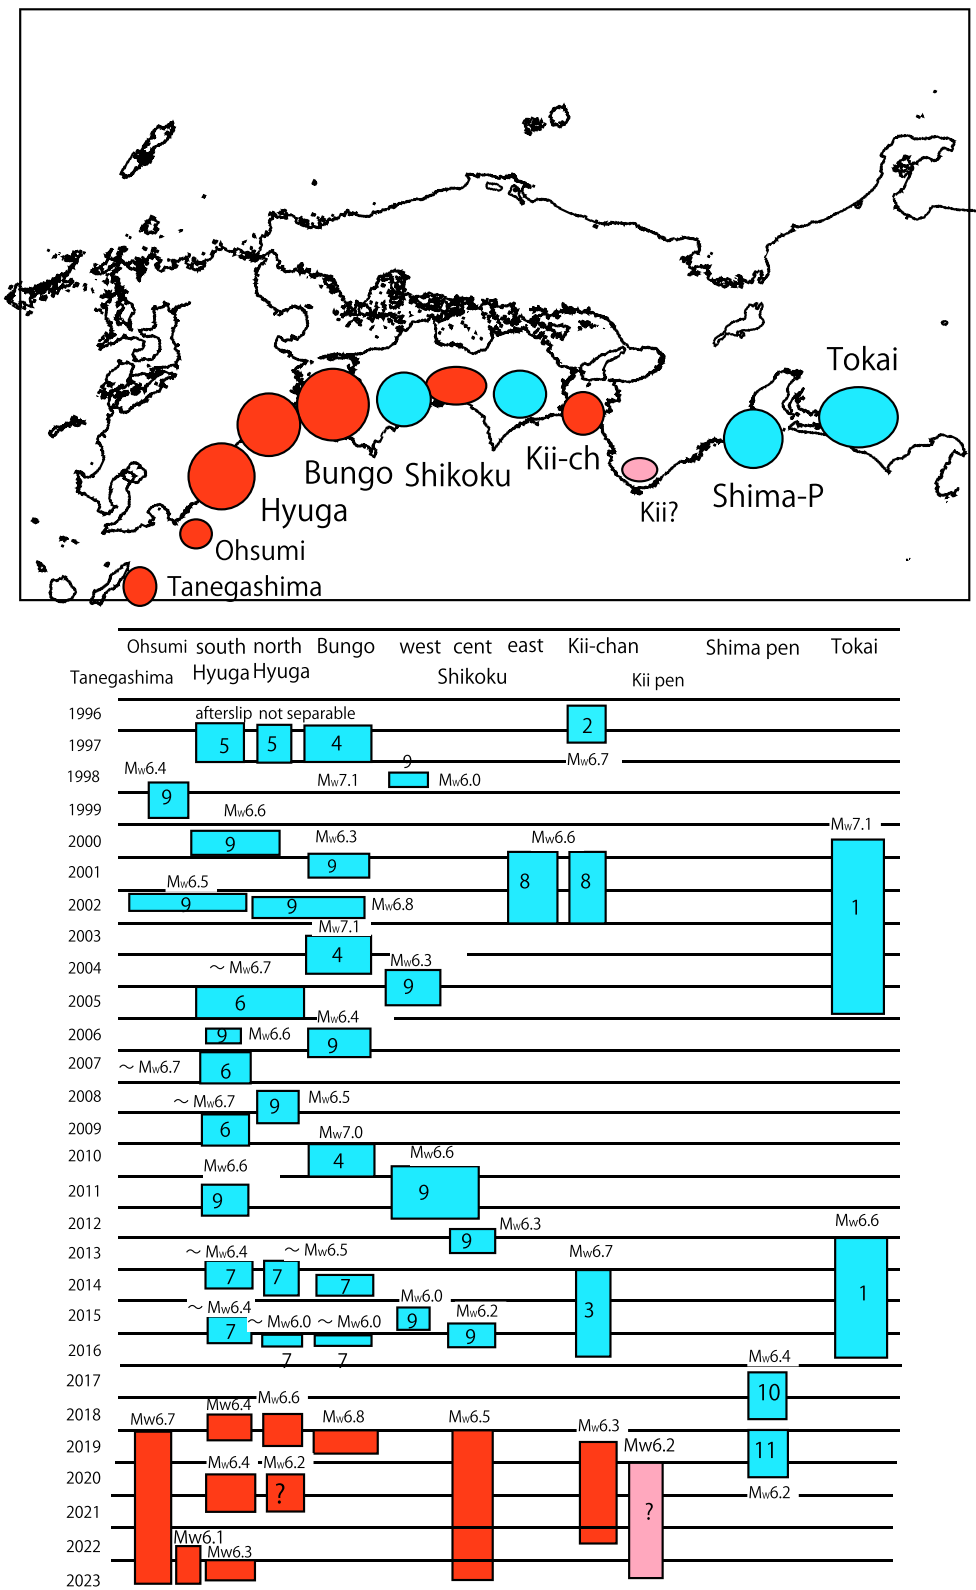 Tokai
Bungo Shikoku Kii-ch
Shima-P
Hyuga
Kii?
Ohsumi
Tanegashima
Ohsumi south north Bungo west cent east Kii-chan Shima pen Tokai
Tanegashima Hyuga Hyuga Shikoku Kii pen
1996 afterslip not separable 2
1997 5 5 4
Mw6.7
9
1998 Mw6.4 Mw7.1 Mw6.0
9
1999 Mw6.6
Mw7.1
2000 9 Mw6.3 Mw6.6
2001 9 8 8
Mw6.5
2002 9 9 Mw6.8 1
Mw7.1
2003
4
2004 ～ Mw6.7 Mw6.3
9
2005 6
Mw6.4
2006 9 Mw6.6
9
2007 ～ Mw6.7 6
2008 ～ Mw6.7 9 Mw6.5
2009 6
Mw7.0
2010 4 Mw6.6
Mw6.6
2011 9 9
2012 Mw6.3 Mw6.6
9
2013 ～ Mw6.4 ～ Mw6.5 Mw6.7
7 7
2014 7
Mw6.0 1
2015 ～ Mw6.4 Mw6.2 3
7 ～ Mw6.0 ～ Mw6.0 9 9
2016 7 7 Mw6.4
2017 10
Mw6.6
Mw6.4
2018 Mw6.7 Mw6.8 Mw6.5
Mw6.3
2019 Mw6.2 11
Mw6.4 Mw6.2
2020 ? Mw6.2
2021 ?
Mw6.1
2022 Mw6.3
2023